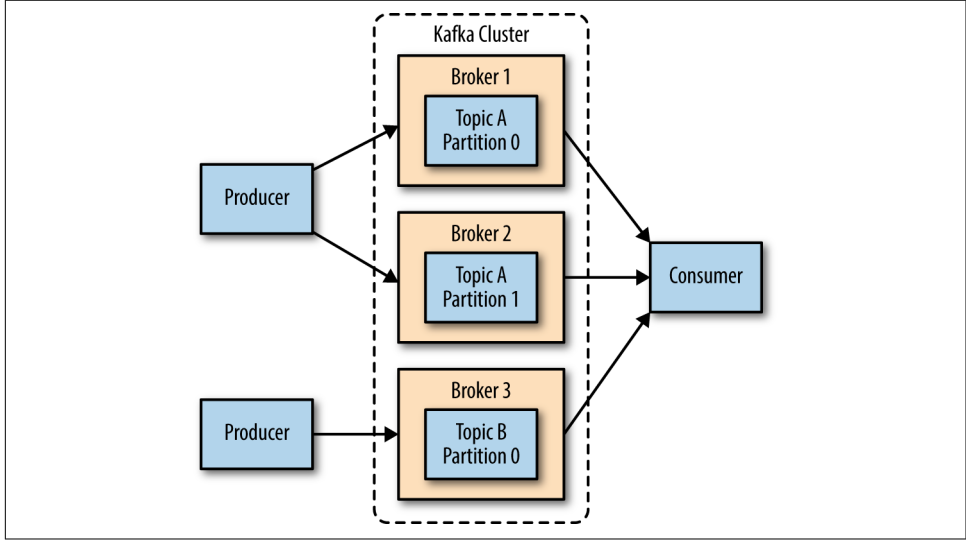 Kafka Cluster
Broker 1
Topic A
Partition 0
Producer
Broker 2
Topic A
Partition 1
Consumer
Broker 3
Topic B
Partition 0
Producer